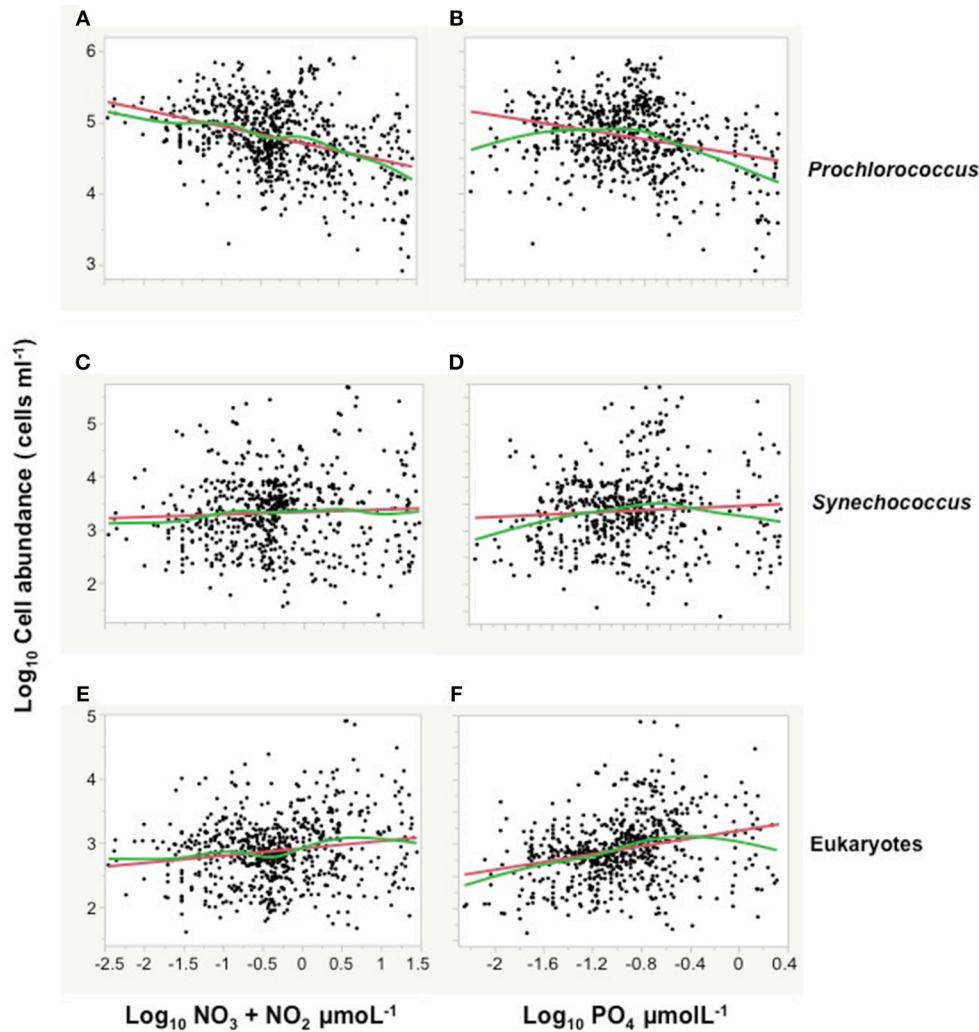 A
B
6
5
4
3
Prochlorococcus
C
D
5
4
3
2
Synechococcus
Log10 Cell abundance ( cells ml-1)
E
F
5
4
3
2
Eukaryotes
-2.5 -2 -1.5 -1 -0.5 0 0.5 1 1.5
-2 -1.6 -1.2 -0.8 -0.4 0 0.4
Log10 NO3 + NO2 µmoL-1
Log10 PO4 µmolL-1